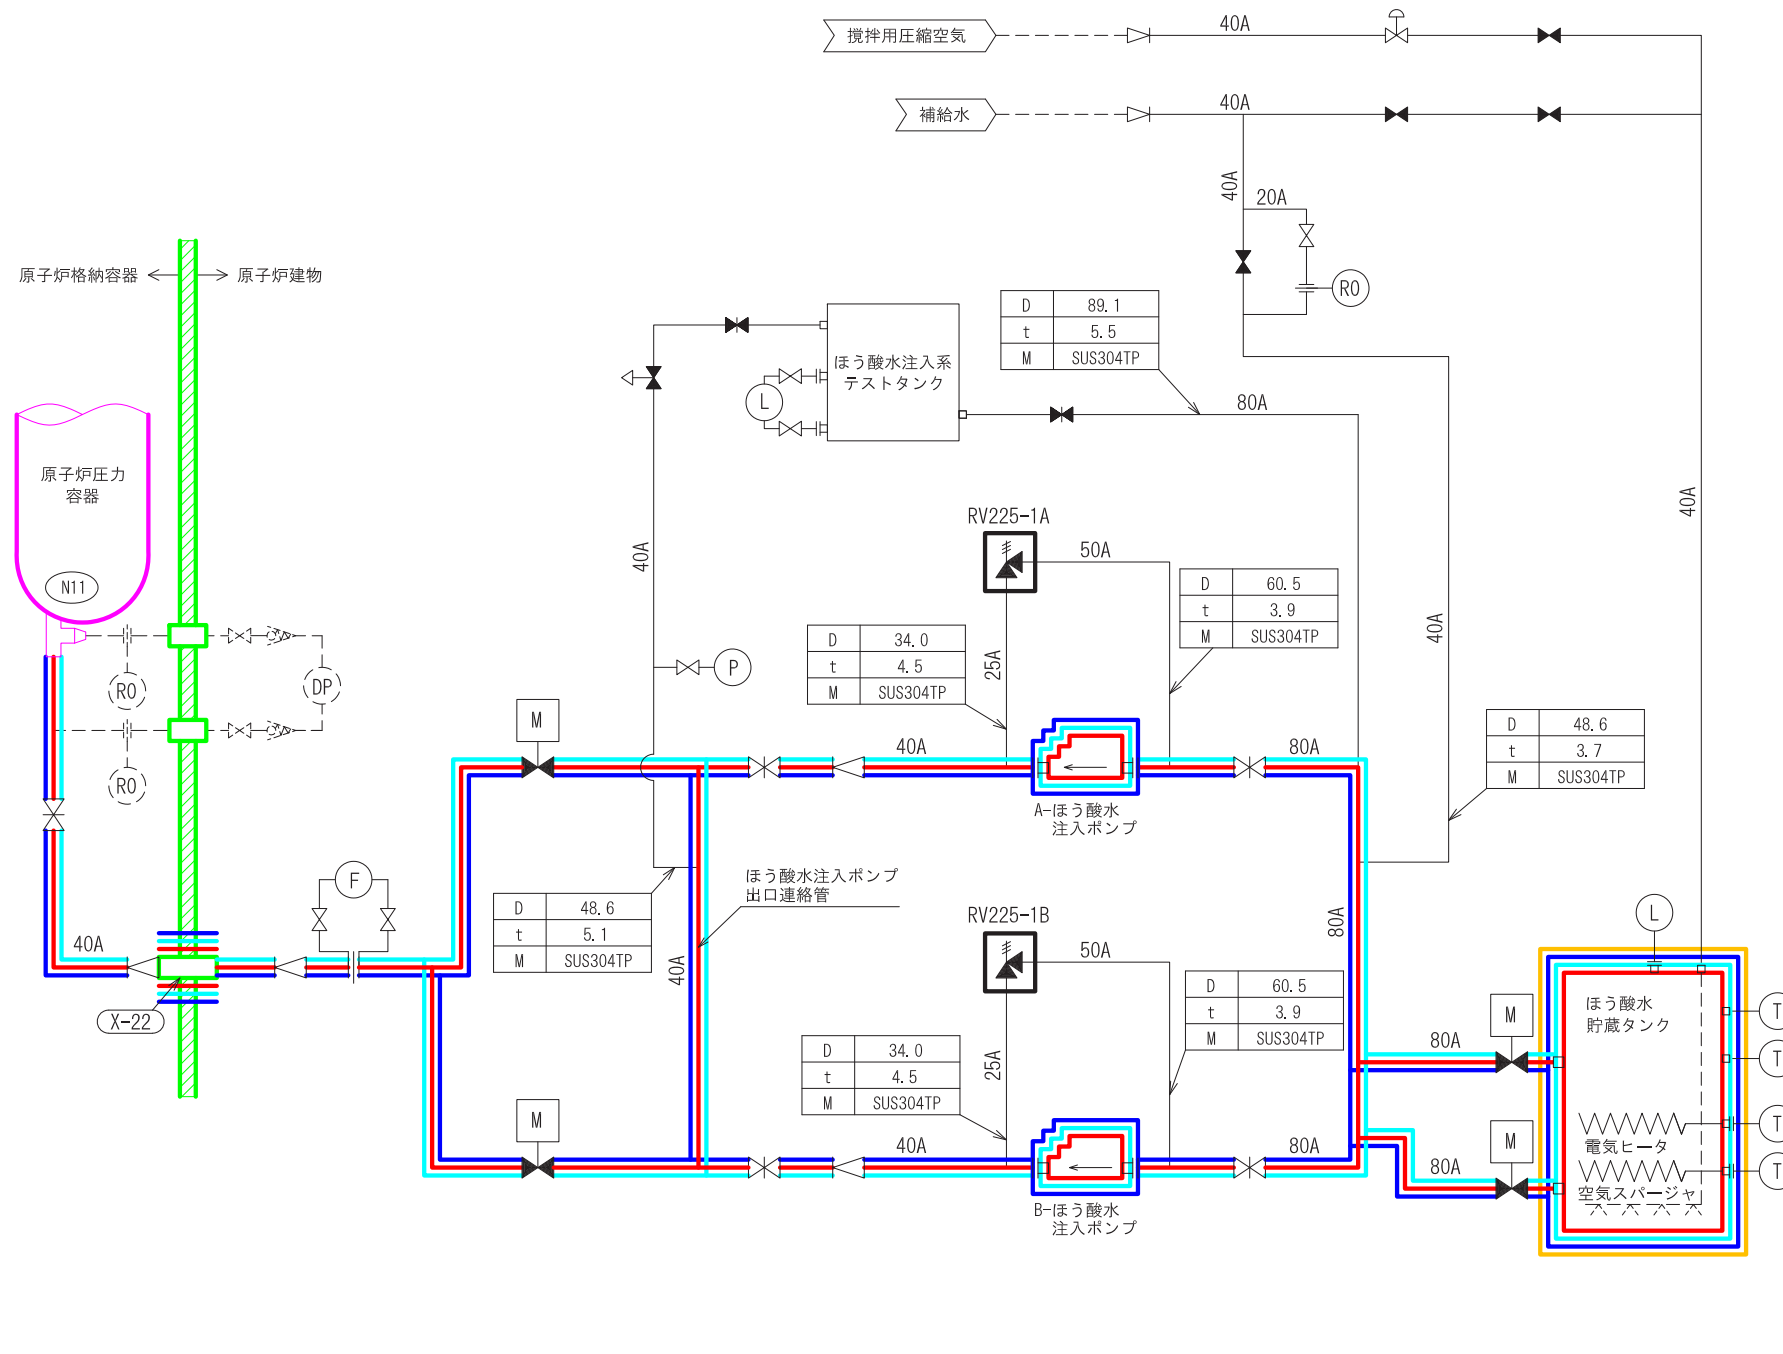 撹拌用圧縮空気
40A
補給水
40A
40A
20A
RO
原子炉格納容器
原子炉建物
D 89.1
t 5.5
M SUS304TP
ほう酸水注入系
テストタンク
L
80A
原子炉圧力
容器
N11
40A
40A
RV225-1A
50A
D 60.5
t 3.9
M SUS304TP
D 34.0
t 4.5
M SUS304TP
25A
40A
P
RO
DP
RO
M
40A
80A
A-ほう酸水
注入ポンプ
D 48.6
t 3.7
M SUS304TP
F
ほう酸水注入ポンプ
出口連絡管
D 48.6
t 5.1
M SUS304TP
40A
RV225-1B
50A
80A
L
40A
X-22
D 60.5
t 3.9
M SUS304TP
ほう酸水
貯蔵タンク
M
T
80A
T
D 34.0
t 4.5
M SUS304TP
25A
M
40A
80A
M
80A
電気ヒータ
T
空気スパージャ
T
B-ほう酸水
注入ポンプ